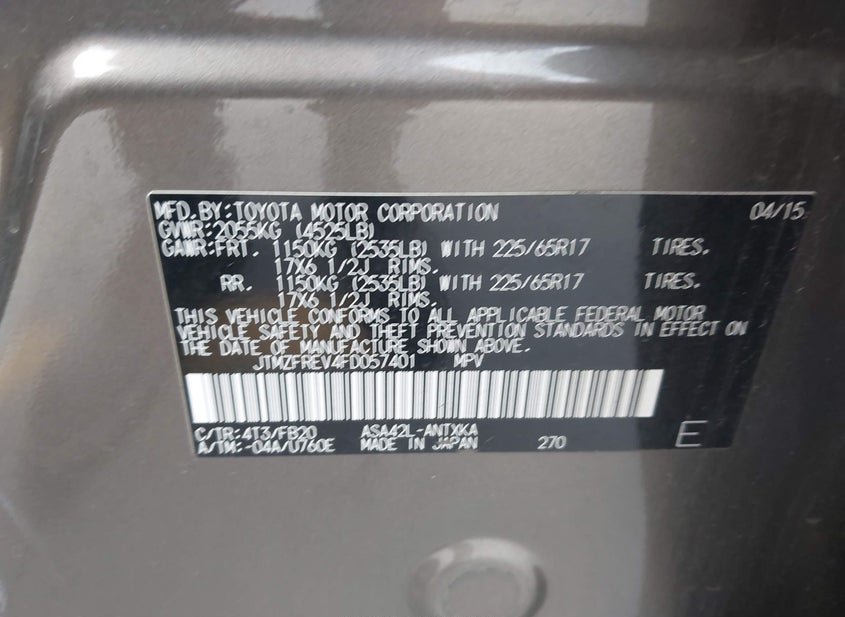 MFD.BY:TOYOTA MOTOR CORPORATION 04/15
GVWR:2055KG (4525LB)
GAWR:FRT. 1150KG (2535LB) WITH 225/65R17 TIRES.
17X6 1/2J RIMS.
RR. 1150KG (2535LB) WITH 225/65R17 TIRES.
17X6 1/2J RIMS.
THIS VEHICLE CONFORMS TO ALL APPLICABLE FEDERAL MOTOR
VEHICLE SAFETY AND THEFT PREVENTION STANDARDS IN EFFECT ON
THE DATE OF MANUFACTURE SHOWN ABOVE.
JTMZFREV4FD057401 MPV
C/TR:4T3/FB20 ASA42L-ANTXKA
A/TM:-04A/U760E MADE IN JAPAN 270 E